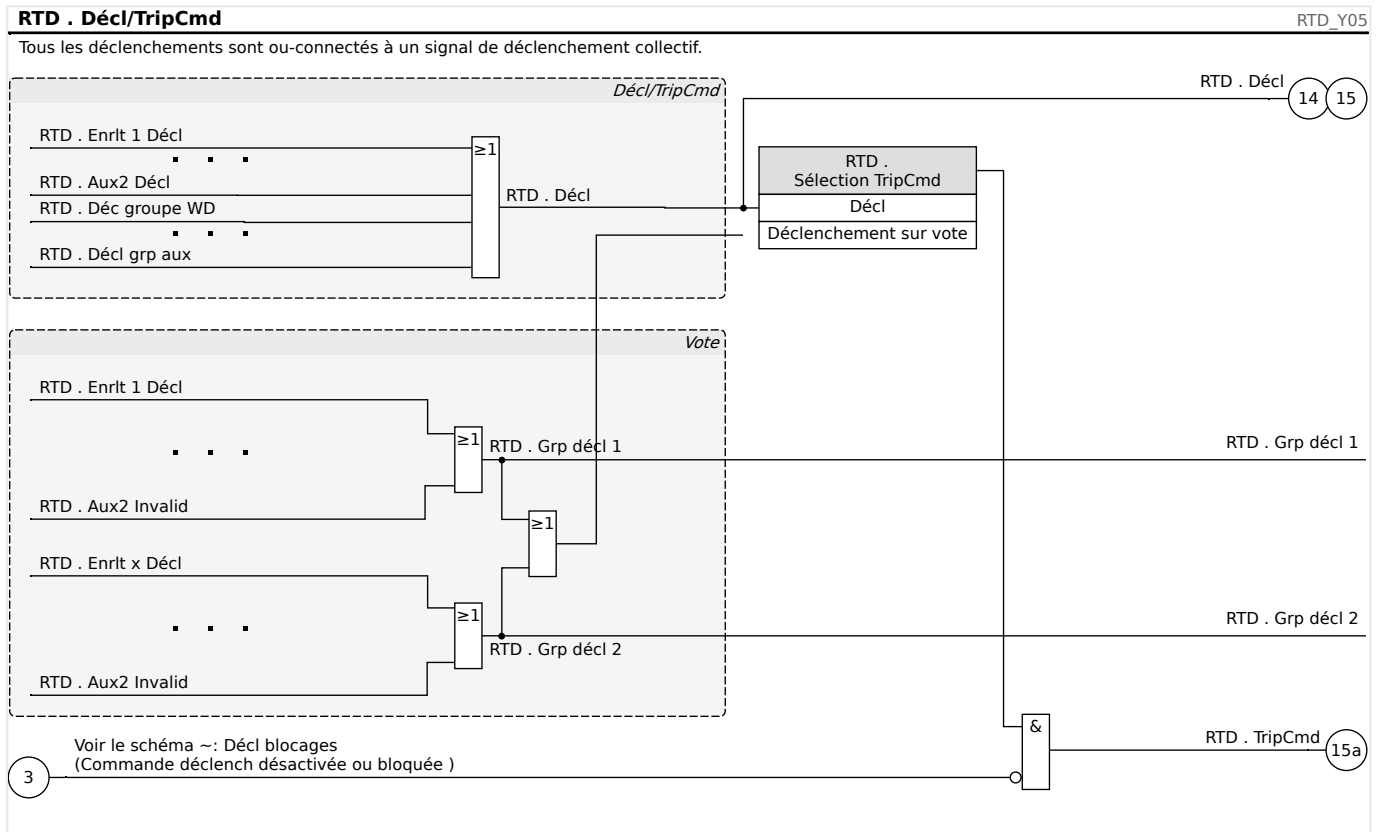 RTD . Décl/TripCmd
RTD_Y05
Tous les déclenchements sont ou-connectés à un signal de déclenchement collectif.
Décl/TripCmd
RTD . Décl
14
15
RTD . Enrlt 1 Décl
≥1
RTD . Aux2 Décl
RTD . Déc groupe WD
RTD . Décl grp aux
RTD . Décl
RTD .
Sélection TripCmd
Décl
Déclenchement sur vote
Vote
RTD . Enrlt 1 Décl
≥1
RTD . Grp décl 1
RTD . Grp décl 1
RTD . Aux2 Invalid
≥1
RTD . Enrlt x Décl
≥1
RTD . Grp décl 2
RTD . Grp décl 2
RTD . Aux2 Invalid
&
RTD . TripCmd
15a
Voir le schéma ~: Décl blocages
(Commande déclench désactivée ou bloquée )
3